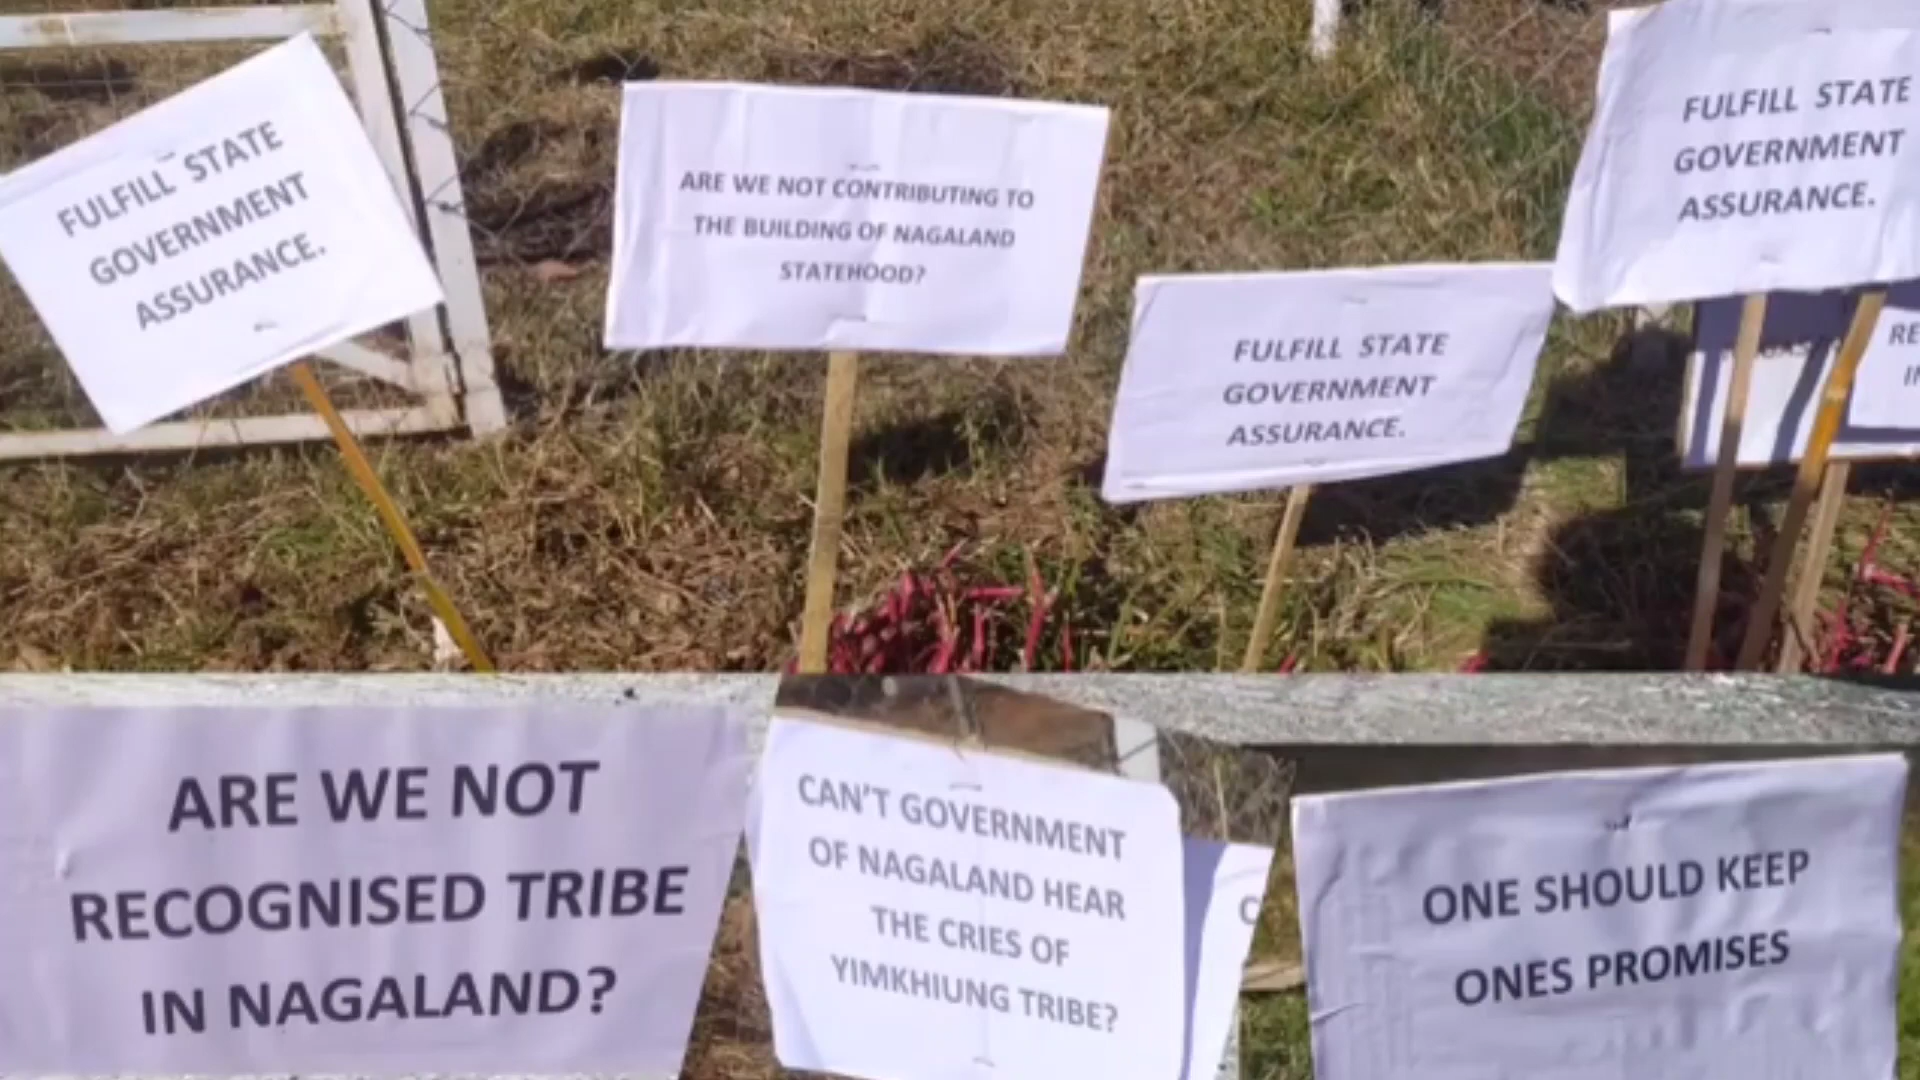 FULFILL STATE
GOVERNMENT
ASSURANCE.
ARE WE NOT CONTRIBUTING TO
THE BUILDING OF NAGALAND
STATEHOOD?
FULFILL STATE
GOVERNMENT
ASSURANCE.
FULFILL STATE
GOVERNMENT
ASSURANCE.
ARE WE NOT
RECOGNISED TRIBE
IN NAGALAND?
CAN'T GOVERNMENT
OF NAGALAND HEAR
THE CRIES OF
YIMKHIUNG TRIBE?
ONE SHOULD KEEP
ONES PROMISES